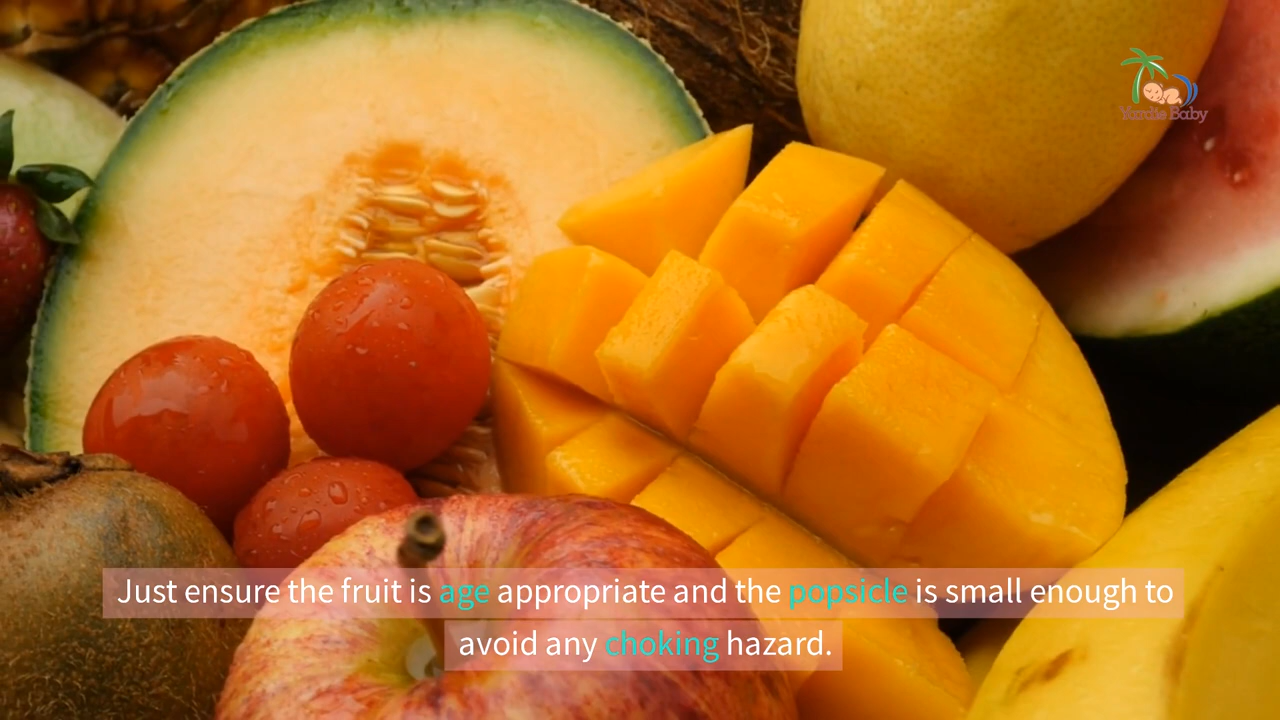 Yardie Baby
Just ensure the fruit is age appropriate and the popsicle is small enough to
avoid any choking hazard.